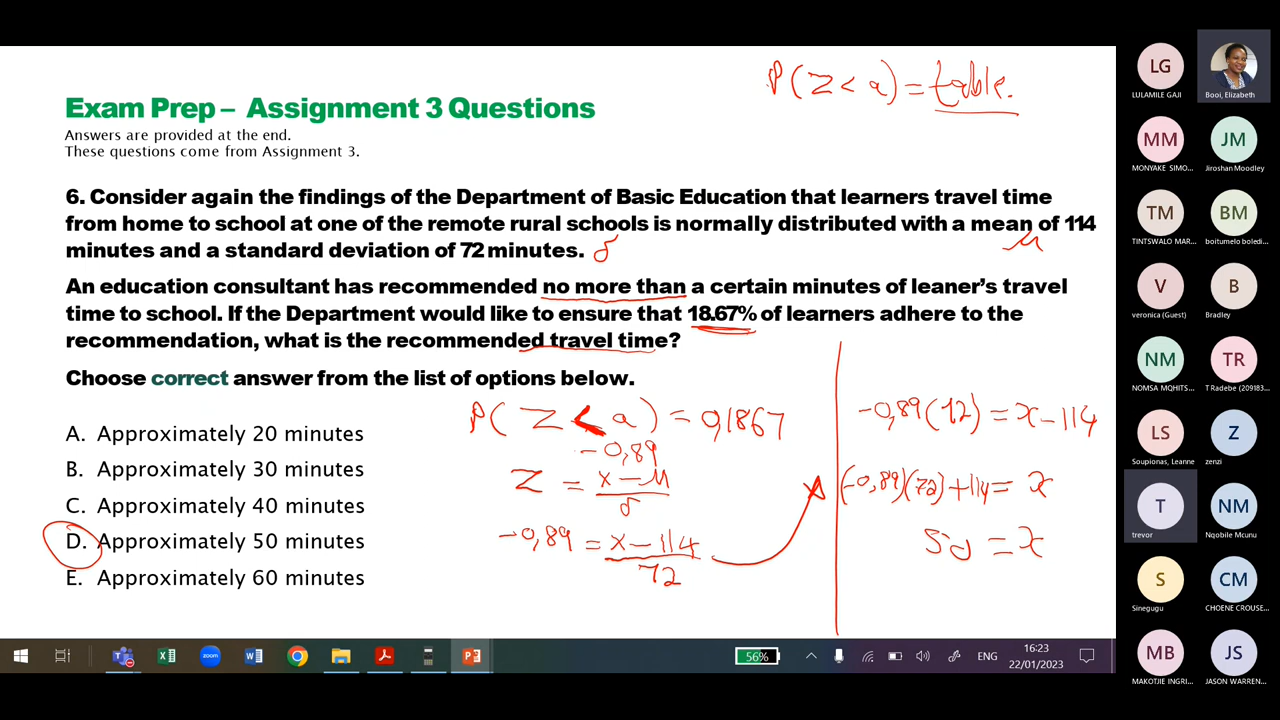 P(Z < a) = table.
Exam Prep – Assignment 3 Questions
Answers are provided at the end.
These questions come from Assignment 3.
6. Consider again the findings of the Department of Basic Education that learners travel time
from home to school at one of the remote rural schools is normally distributed with a mean of 114
minutes and a standard deviation of 72 minutes. σ
μ
An education consultant has recommended no more than a certain minutes of leaner's travel
time to school. If the Department would like to ensure that 18.67% of learners adhere to the
recommendation, what is the recommended travel time?
Choose correct answer from the list of options below.
A. Approximately 20 minutes
B. Approximately 30 minutes
C. Approximately 40 minutes
D. Approximately 50 minutes
E. Approximately 60 minutes
P( Z < a) = 0,1867
-0,89
Z = x-μ
σ
-0,89 = x-114
72
-0,89(72) = x-114
(-0,89)(72)+114 = x
50 = x
LG
LULAMILE GAJI
Booi, Elizabeth
MM
MONYAKE SIMO...
JM
Jiroshan Moodley
TM
TINTSWALO MAR...
BM
boitumelo boledi...
V
veronica (Guest)
B
Bradley
NM
NOMSA MQHITS...
TR
T Radebe (209183...
LS
Soupionas, Leanne
Z
zenzi
T
trevor
NM
Nqobile Mcunu
S
Sinegugu
CM
CHOENE CROUSE...
MB
MAKOTJIE INGRI...
JS
JASON WARREN...
zoom
56%
ENG
16:23
22/01/2023